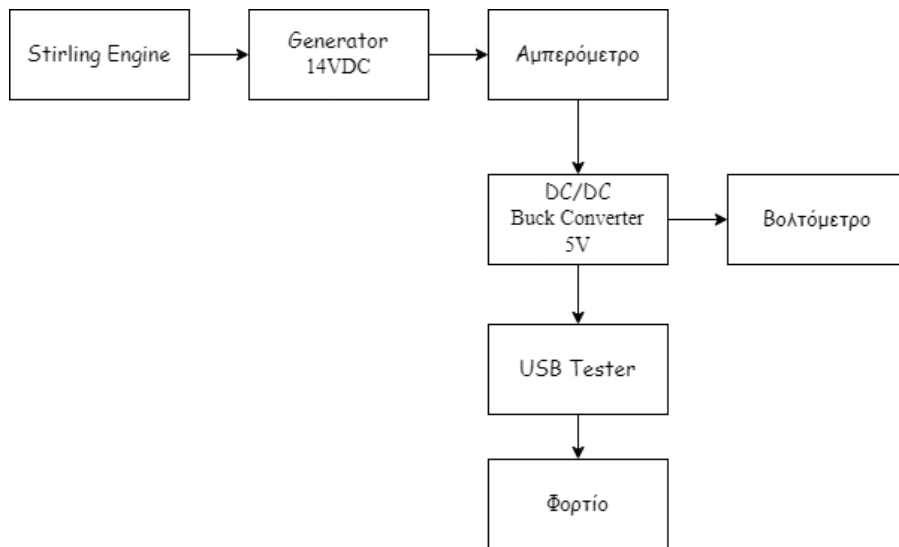 Stirling Engine
Generator
14VDC
Αμπερόμετρο
DC/DC
Buck Converter
5V
Βολτόμετρο
USB Tester
Φορτίο